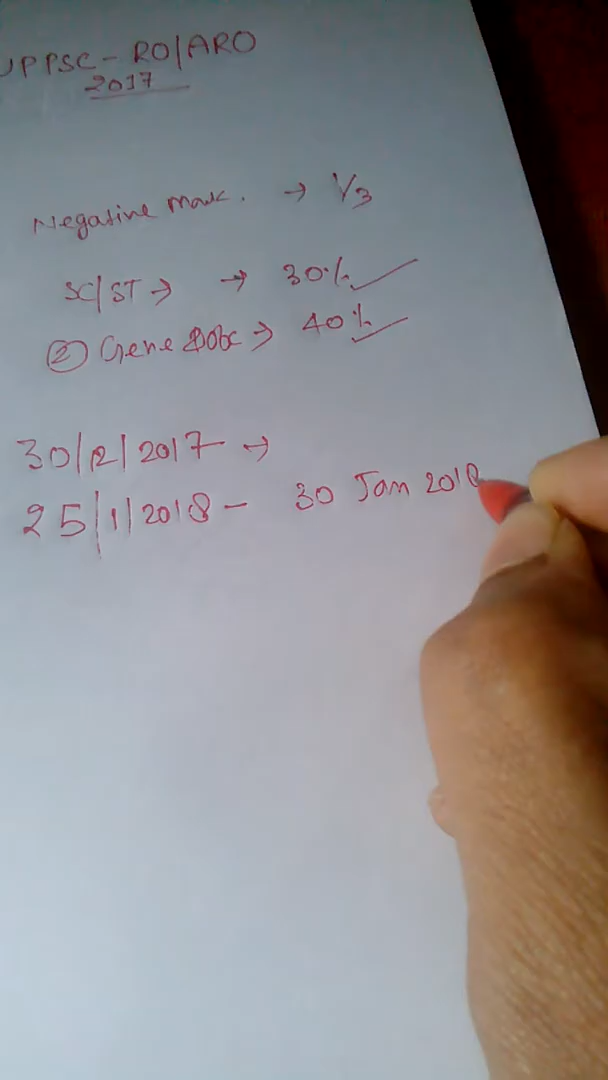 UPPSC - RO/ARO
2017
Negative mark. → 1/3
SC/ST → → 30%
② Gene &Obc → 40%
30/12/2017 →
25/1/2018 - 30 Jan 2018